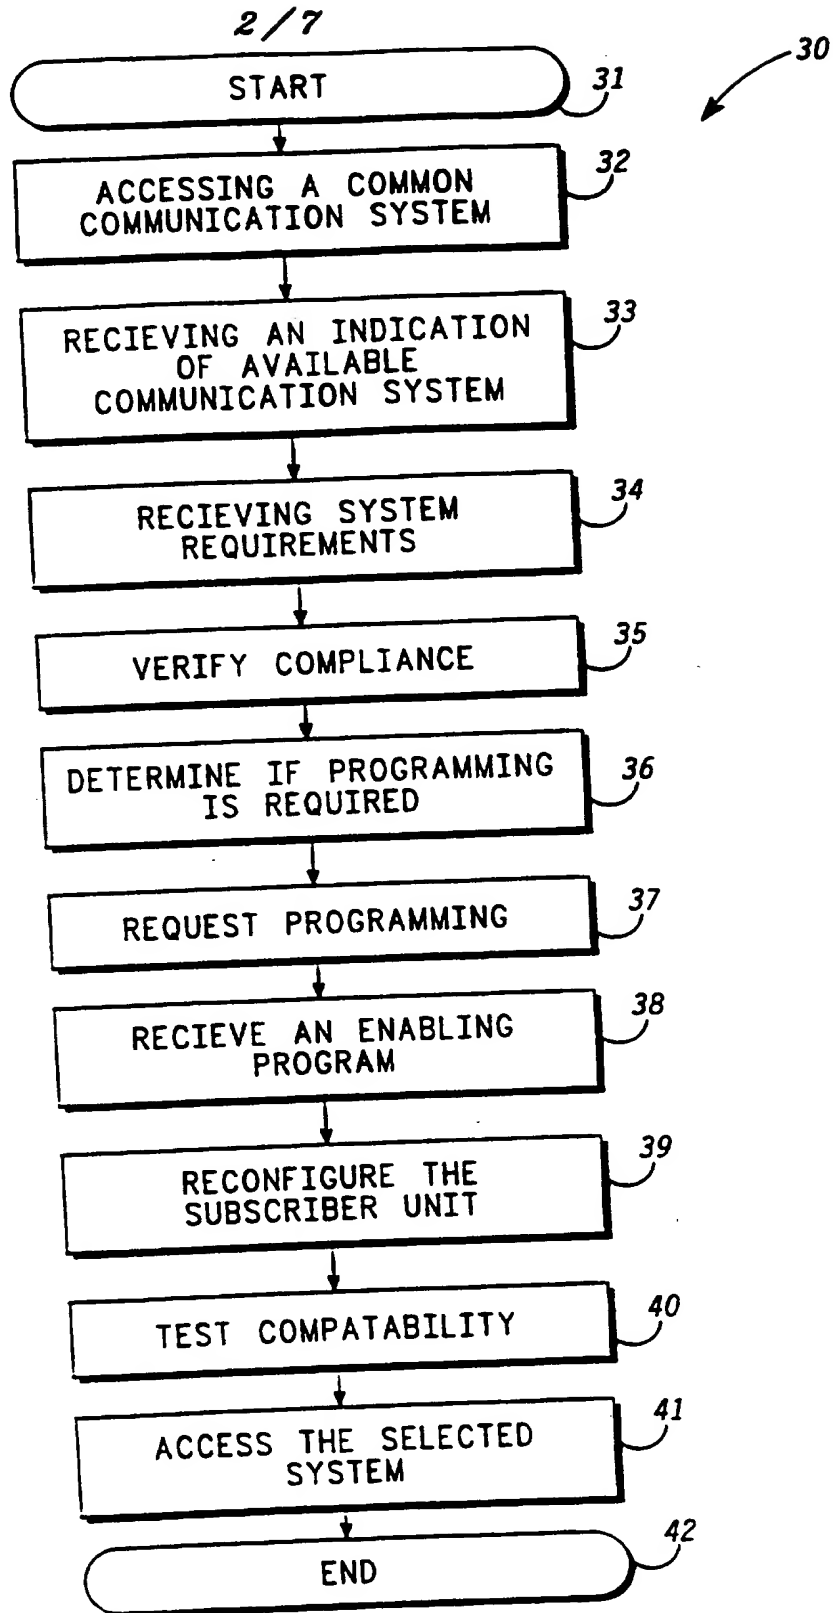 2/7
30
START
31
ACCESSING A COMMON
COMMUNICATION SYSTEM
32
RECIEVING AN INDICATION
OF AVAILABLE
COMMUNICATION SYSTEM
33
RECIEVING SYSTEM
REQUIREMENTS
34
VERIFY COMPLIANCE
35
DETERMINE IF PROGRAMMING
IS REQUIRED
36
REQUEST PROGRAMMING
37
RECIEVE AN ENABLING
PROGRAM
38
RECONFIGURE THE
SUBSCRIBER UNIT
39
TEST COMPATABILITY
40
ACCESS THE SELECTED
SYSTEM
41
END
42